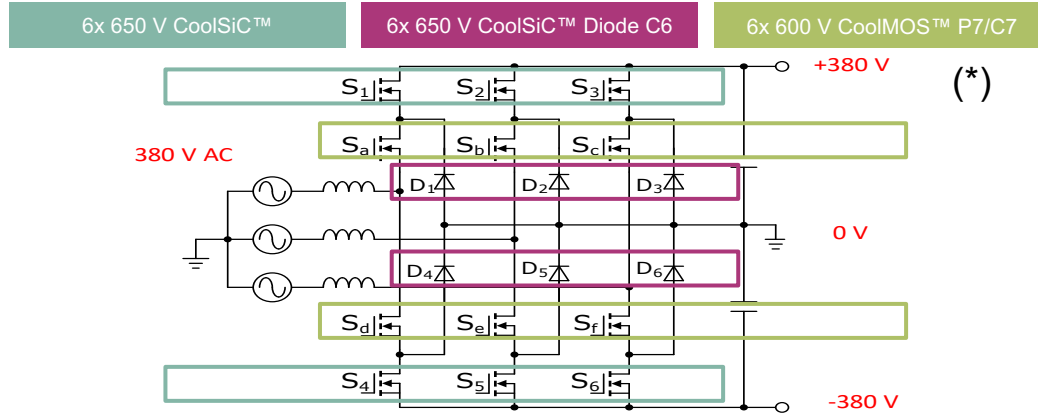 6x 650 V CoolSiC™
6x 650 V CoolSiC™ Diode C6
6x 600 V CoolMOS™ P7/C7
+380 V
(*)
S1 S2 S3
Sa Sb Sc
380 V AC
D1 D2 D3
0 V
D4 D5 D6
Sd Se Sf
S4 S5 S6
-380 V